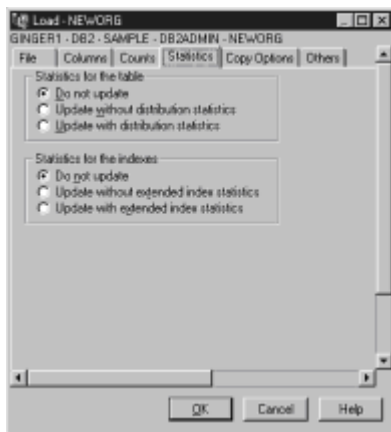 Load - NEWORG
GINGER1 - DB2 - SAMPLE - DB2ADMIN - NEWORG
File Columns Counts Statistics Copy Options Others
Statistics for the table
Do not update
Update without distribution statistics
Update with distribution statistics
Statistics for the indexes
Do not update
Update without extended index statistics
Update with extended index statistics
OK Cancel Help